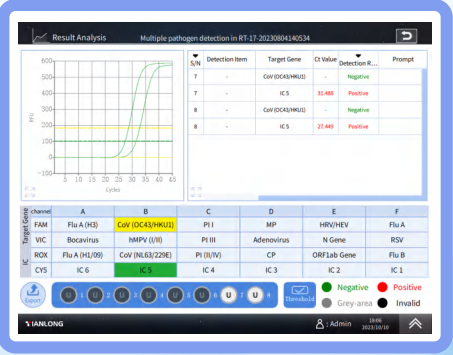 Result Analysis
Multiple pathogen detection in RT-17-20230804140534
600
500
400
300
200
100
0
-100
RFU
5 10 15 20 25 30 35 40 45
Cycles
S/N Detection Item Target Gene Ct Value Detection R... Prompt
7 - CoV (OC43/HKU1) - Negative
7 - IC 5 31.488 Positive
8 - CoV (OC43/HKU1) - Negative
8 - IC 5 27.449 Positive
Target Gene
IC
channel A B C D E F
FAM Flu A (H3) CoV (OC43/HKU1) PI I MP HRV/HEV Flu A
VIC Bocavirus hMPV (I/II) PI III Adenovirus N Gene RSV
ROX Flu A (H1/09) CoV (NL63/229E) PI (II/IV) CP ORF1ab Gene Flu B
CY5 IC 6 IC 5 IC 4 IC 3 IC 2 IC 1
Export
U 1 U 2 U 3 U 4 U 5 U 6 U 7 U 8
Threshold
Negative Positive
Grey-area Invalid
TIANLONG
: Admin
18:06
2023/10/10